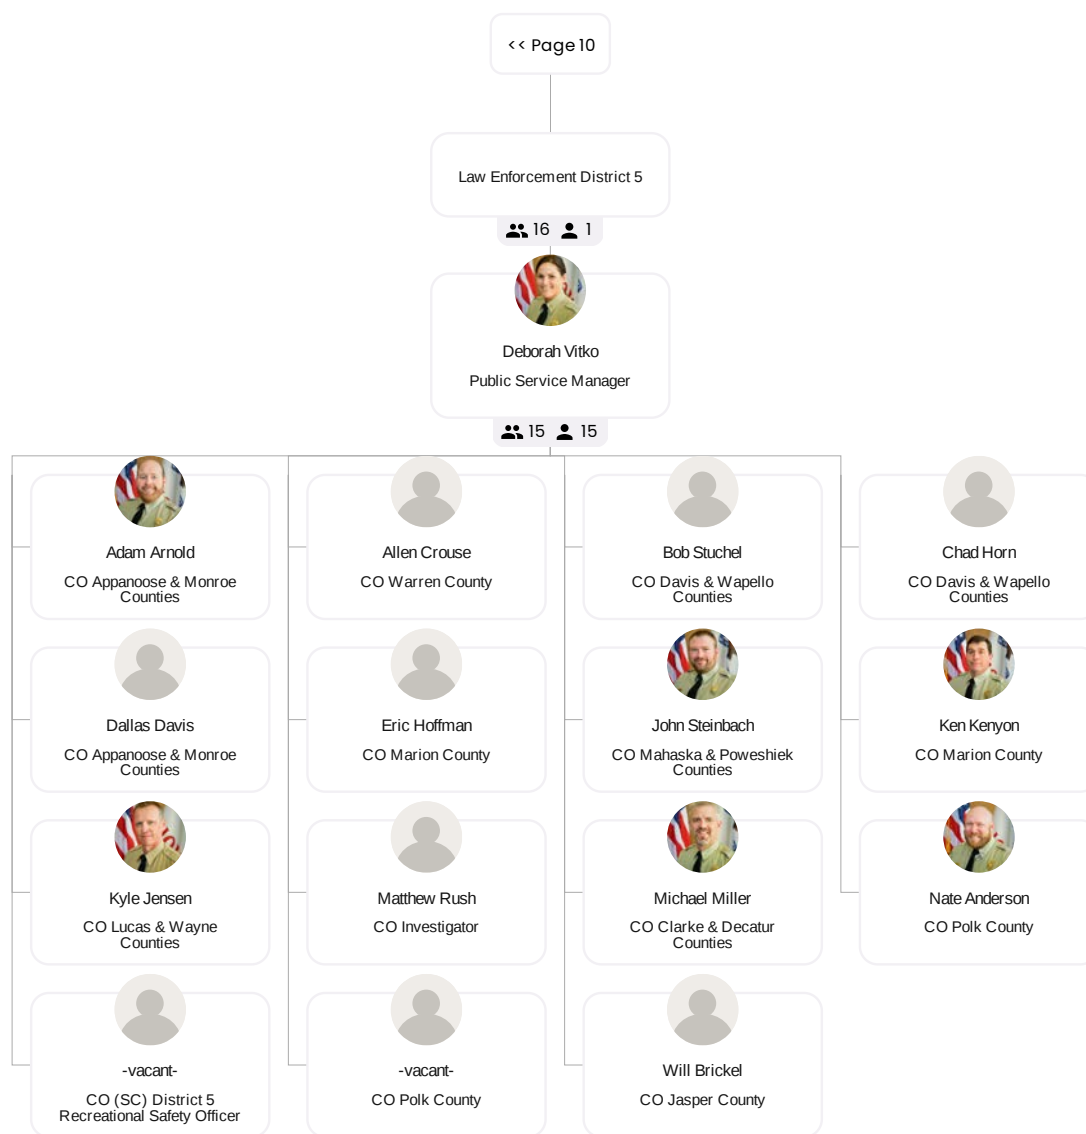 << Page 10
Law Enforcement District 5
16 1
Deborah Vitko
Public Service Manager
15 15
Adam Arnold
CO Appanoose & Monroe
Counties
Allen Crouse
CO Warren County
Bob Stuchel
CO Davis & Wapello
Counties
Chad Horn
CO Davis & Wapello
Counties
Dallas Davis
CO Appanoose & Monroe
Counties
Eric Hoffman
CO Marion County
John Steinbach
CO Mahaska & Poweshiek
Counties
Ken Kenyon
CO Marion County
Kyle Jensen
CO Lucas & Wayne
Counties
Matthew Rush
CO Investigator
Michael Miller
CO Clarke & Decatur
Counties
Nate Anderson
CO Polk County
-vacant-
CO (SC) District 5
Recreational Safety Officer
-vacant-
CO Polk County
Will Brickel
CO Jasper County